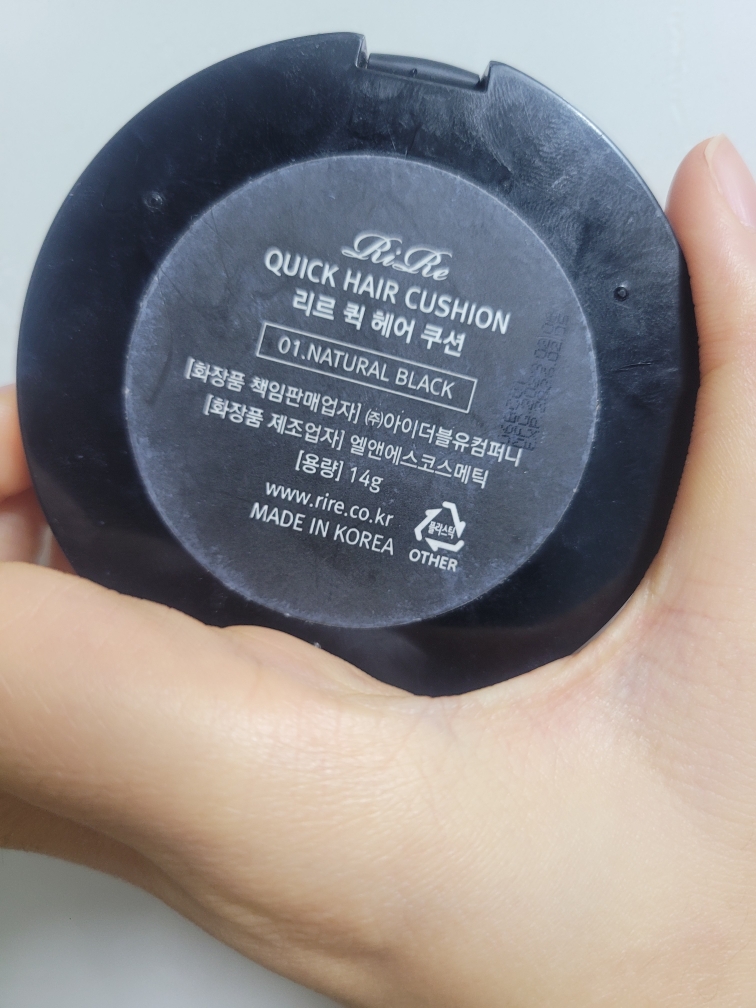 RiRe
QUICK HAIR CUSHION
리르 퀵 헤어 쿠션
01.NATURAL BLACK
[화장품 책임판매업자] ㈜아이더블유컴퍼니
[화장품 제조업자] 엘앤에스코스메틱
[용량] 14g
www.rire.co.kr
MADE IN KOREA
플라스틱
OTHER